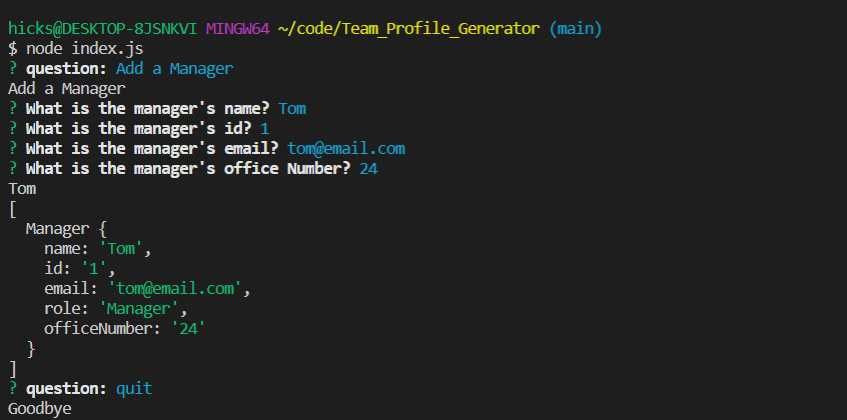 hicks@DESKTOP-8JSNKVI MINGW64 ~/code/Team_Profile_Generator (main)
$ node index.js
? question: Add a Manager
Add a Manager
? What is the manager's name? Tom
? What is the manager's id? 1
? What is the manager's email? tom@email.com
? What is the manager's office Number? 24
Tom
[
  Manager {
    name: 'Tom',
    id: '1',
    email: 'tom@email.com',
    role: 'Manager',
    officeNumber: '24'
  }
]
? question: quit
Goodbye